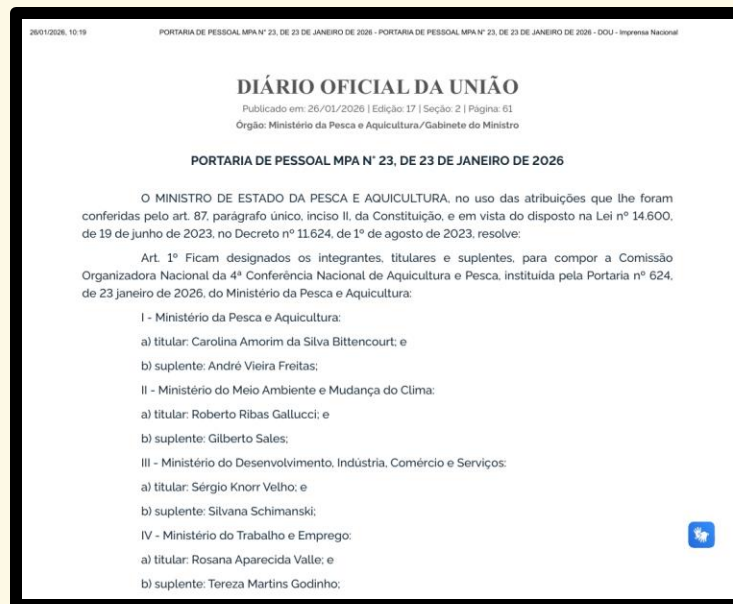 26/01/2026, 10:19
PORTARIA DE PESSOAL MPA Nº 23, DE 23 DE JANEIRO DE 2026 - PORTARIA DE PESSOAL MPA Nº 23, DE 23 DE JANEIRO DE 2026 - DOU - Imprensa Nacional
DIÁRIO OFICIAL DA UNIÃO
Publicado em: 26/01/2026 | Edição: 17 | Seção: 2 | Página: 61
Órgão: Ministério da Pesca e Aquicultura/Gabinete do Ministro
PORTARIA DE PESSOAL MPA N° 23, DE 23 DE JANEIRO DE 2026
O MINISTRO DE ESTADO DA PESCA E AQUICULTURA, no uso das atribuições que lhe foram
conferidas pelo art. 87, parágrafo único, inciso II, da Constituição, e em vista do disposto na Lei nº 14.600,
de 19 de junho de 2023, no Decreto nº 11.624, de 1º de agosto de 2023, resolve:
Art. 1º Ficam designados os integrantes, titulares e suplentes, para compor a Comissão
Organizadora Nacional da 4ª Conferência Nacional de Aquicultura e Pesca, instituída pela Portaria nº 624,
de 23 janeiro de 2026, do Ministério da Pesca e Aquicultura:
I - Ministério da Pesca e Aquicultura:
a) titular: Carolina Amorim da Silva Bittencourt; e
b) suplente: André Vieira Freitas;
II - Ministério do Meio Ambiente e Mudança do Clima:
a) titular: Roberto Ribas Gallucci; e
b) suplente: Gilberto Sales;
III - Ministério do Desenvolvimento, Indústria, Comércio e Serviços:
a) titular: Sérgio Knorr Velho; e
b) suplente: Silvana Schimanski;
IV - Ministério do Trabalho e Emprego:
a) titular: Rosana Aparecida Valle; e
b) suplente: Tereza Martins Godinho;